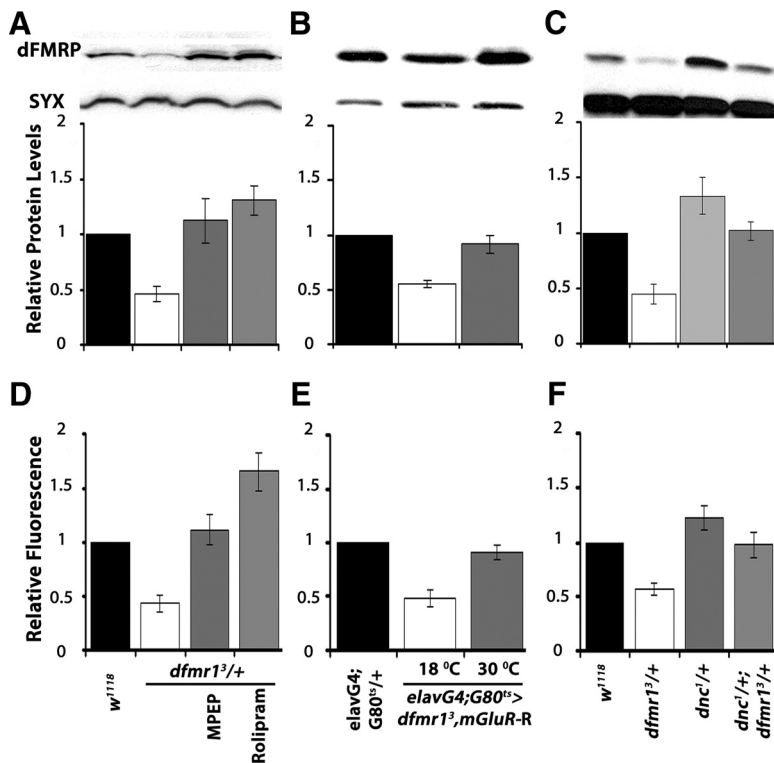 A
B
C
dFMRP
SYX
Relative Protein Levels
2
1.5
1
0.5
0
2
1.5
1
0.5
0
2
1.5
1
0.5
0
D
E
F
Relative Fluorescence
2
1.5
1
0.5
0
2
1.5
1
0.5
0
2
1.5
1
0.5
0
w¹¹¹⁸
dfmr1³/+
MPEP
Rolipram
elavG4;
G80ᵗˢ/+
18 ⁰C
30 ⁰C
elavG4;G80ᵗˢ>
dfmr1³,mGluR-R
w¹¹¹⁸
dfmr1³/+
dnc¹/+
dnc¹/+;
dfmr1³/+